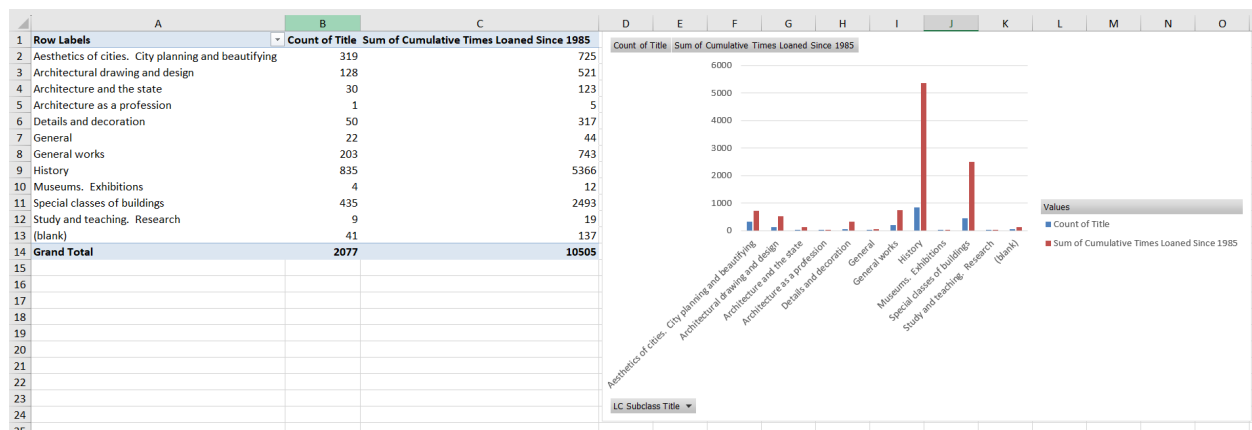 A B C D E F G H I J K L M N O
1 Row Labels Count of Title Sum of Cumulative Times Loaned Since 1985
2 Aesthetics of cities.  City planning and beautifying 319 725
3 Architectural drawing and design 128 521
4 Architecture and the state 30 123
5 Architecture as a profession 1 5
6 Details and decoration 50 317
7 General 22 44
8 General works 203 743
9 History 835 5366
10 Museums.  Exhibitions 4 12
11 Special classes of buildings 435 2493
12 Study and teaching.  Research 9 19
13 (blank) 41 137
14 Grand Total 2077 10505
15
16
17
18
19
20
21
22
23
24
25
Count of Title Sum of Cumulative Times Loaned Since 1985
6000
5000
4000
3000
2000
1000
0
Aesthetics of cities.  City planning and beautifying
Architectural drawing and design
Architecture and the state
Architecture as a profession
Details and decoration
General
General works
History
Museums.  Exhibitions
Special classes of buildings
Study and teaching.  Research
(blank)
Values
Count of Title
Sum of Cumulative Times Loaned Since 1985
LC Subclass Title